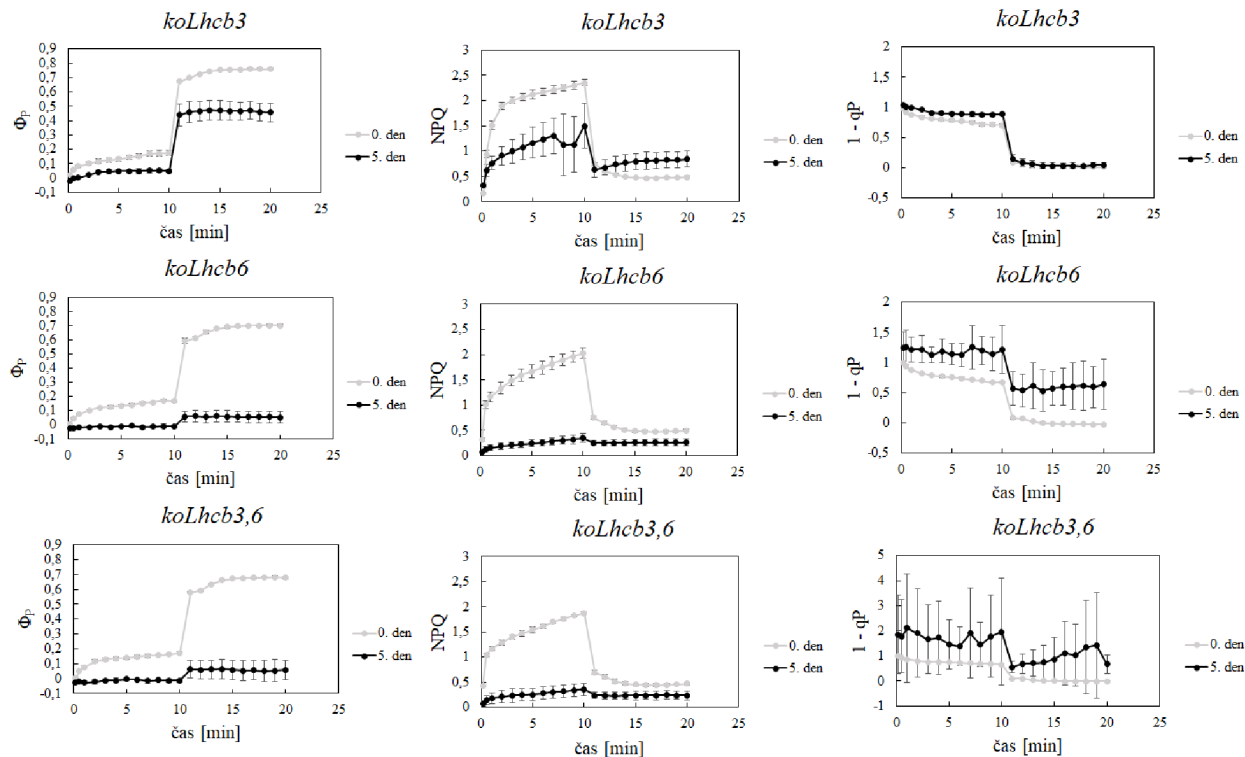 koLhcb3
0,9
0,8
0,7
0,6
0,5
0,4
0,3
0,2
0,1
0
-0,1
ΦP
0 5 10 15 20 25
čas [min]
0. den
5. den
koLhcb3
3
2,5
2
1,5
1
0,5
0
NPQ
0 5 10 15 20 25
čas [min]
0. den
5. den
koLhcb3
2
1,5
1
0,5
0
-0,5
1 - qP
0 5 10 15 20 25
čas [min]
0. den
5. den
koLhcb6
0,9
0,8
0,7
0,6
0,5
0,4
0,3
0,2
0,1
0
-0,1
ΦP
0 5 10 15 20 25
čas [min]
0. den
5. den
koLhcb6
3
2,5
2
1,5
1
0,5
0
NPQ
0 5 10 15 20 25
čas [min]
0. den
5. den
koLhcb6
2
1,5
1
0,5
0
-0,5
1 - qP
0 5 10 15 20 25
čas [min]
0. den
5. den
koLhcb3,6
0,9
0,8
0,7
0,6
0,5
0,4
0,3
0,2
0,1
0
-0,1
ΦP
0 5 10 15 20 25
čas [min]
0. den
5. den
koLhcb3,6
3
2,5
2
1,5
1
0,5
0
NPQ
0 5 10 15 20 25
čas [min]
0. den
5. den
koLhcb3,6
5
4
3
2
1
0
-1
1 - qP
0 5 10 15 20 25
čas [min]
0. den
5. den